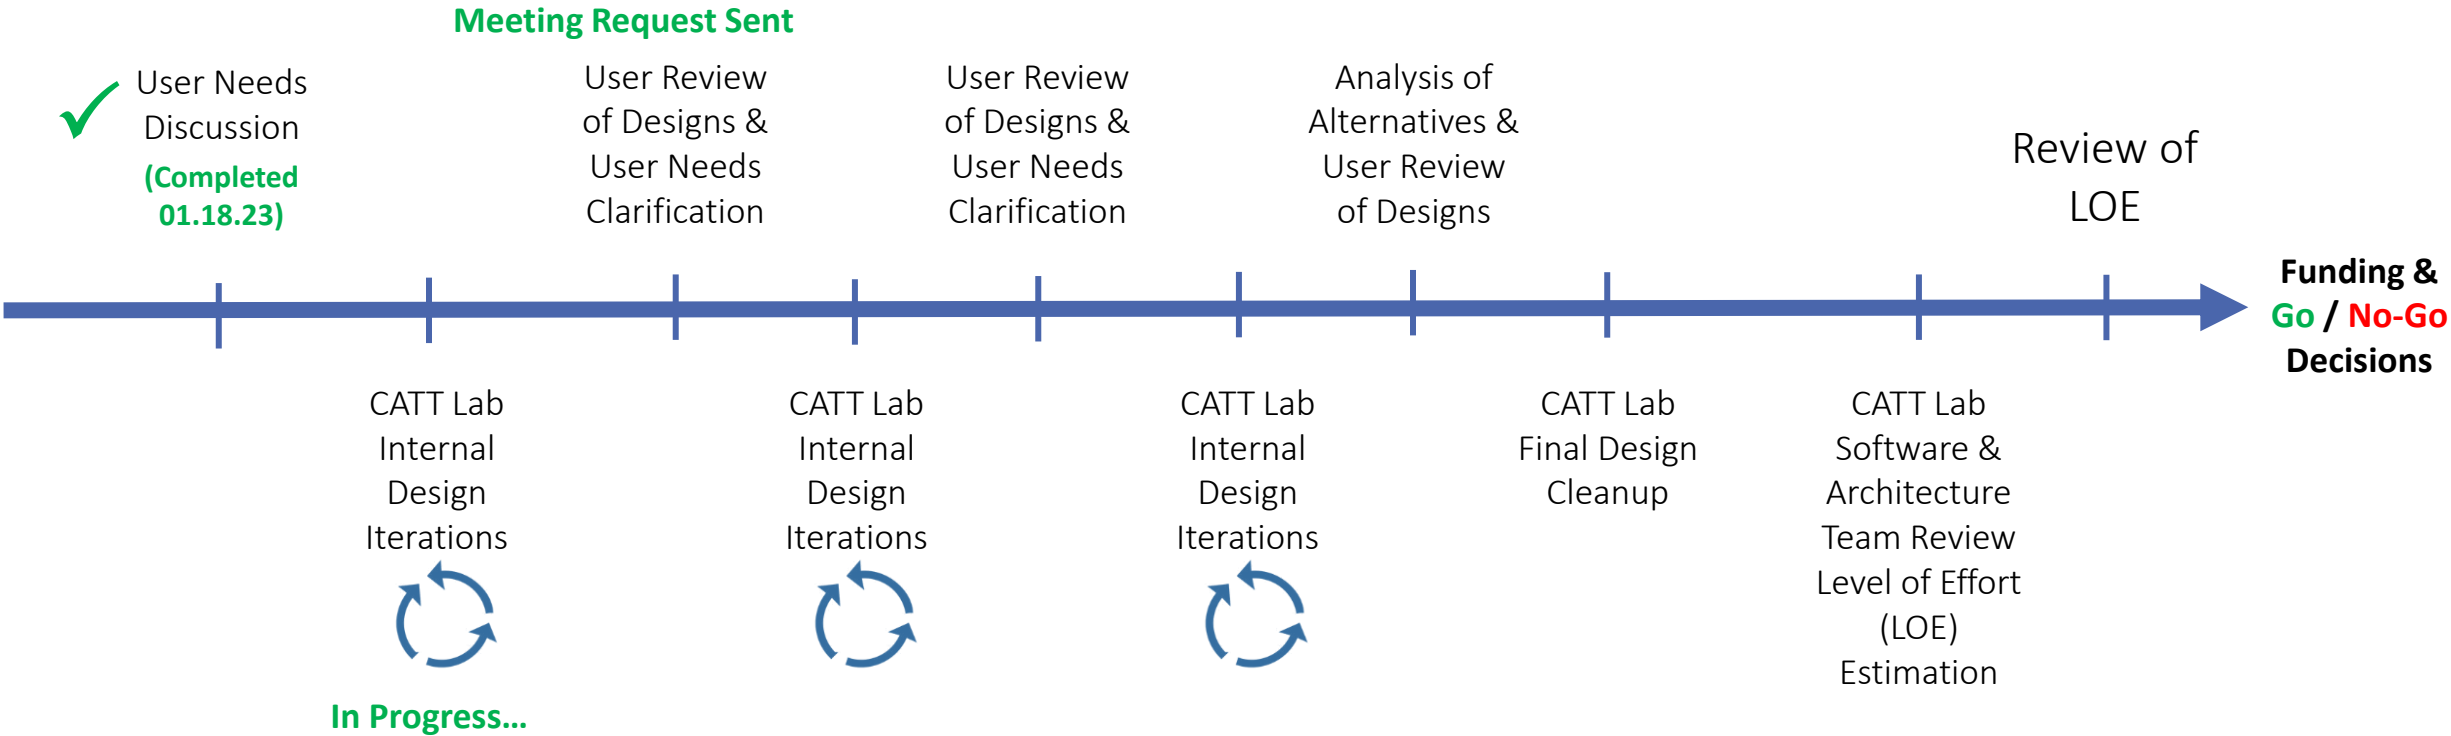 Meeting Request Sent
User Needs
Discussion
(Completed
01.18.23)
User Review
of Designs &
User Needs
Clarification
User Review
of Designs &
User Needs
Clarification
Analysis of
Alternatives &
User Review
of Designs
Review of
LOE
Funding &
Go / No-Go
Decisions
CATT Lab
Internal
Design
Iterations
In Progress...
CATT Lab
Internal
Design
Iterations
CATT Lab
Internal
Design
Iterations
CATT Lab
Final Design
Cleanup
CATT Lab
Software &
Architecture
Team Review
Level of Effort
(LOE)
Estimation